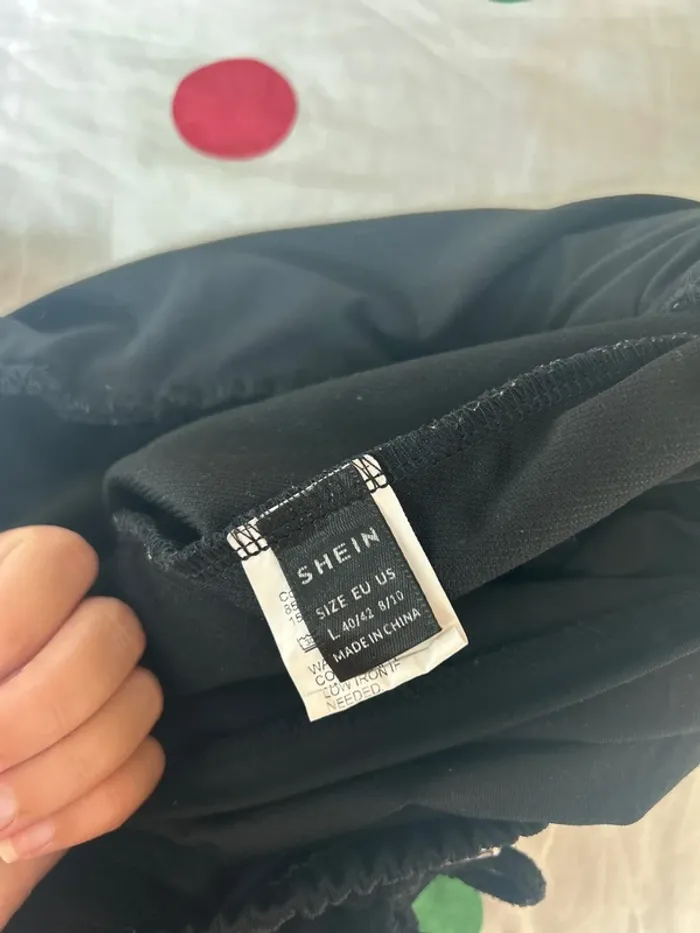 SHEIN
SIZE EU US
L 40/42 8/10
MADE IN CHINA
LOW IRON IF
NEEDED